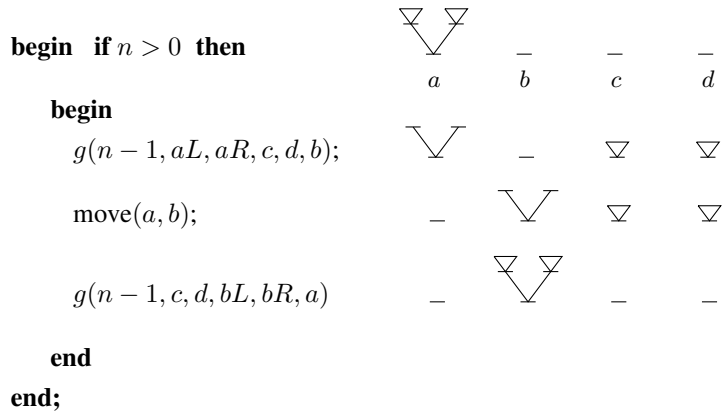 begin if n > 0 then
a b c d
begin
g(n − 1, aL, aR, c, d, b);
move(a, b);
g(n − 1, c, d, bL, bR, a)
end
end;